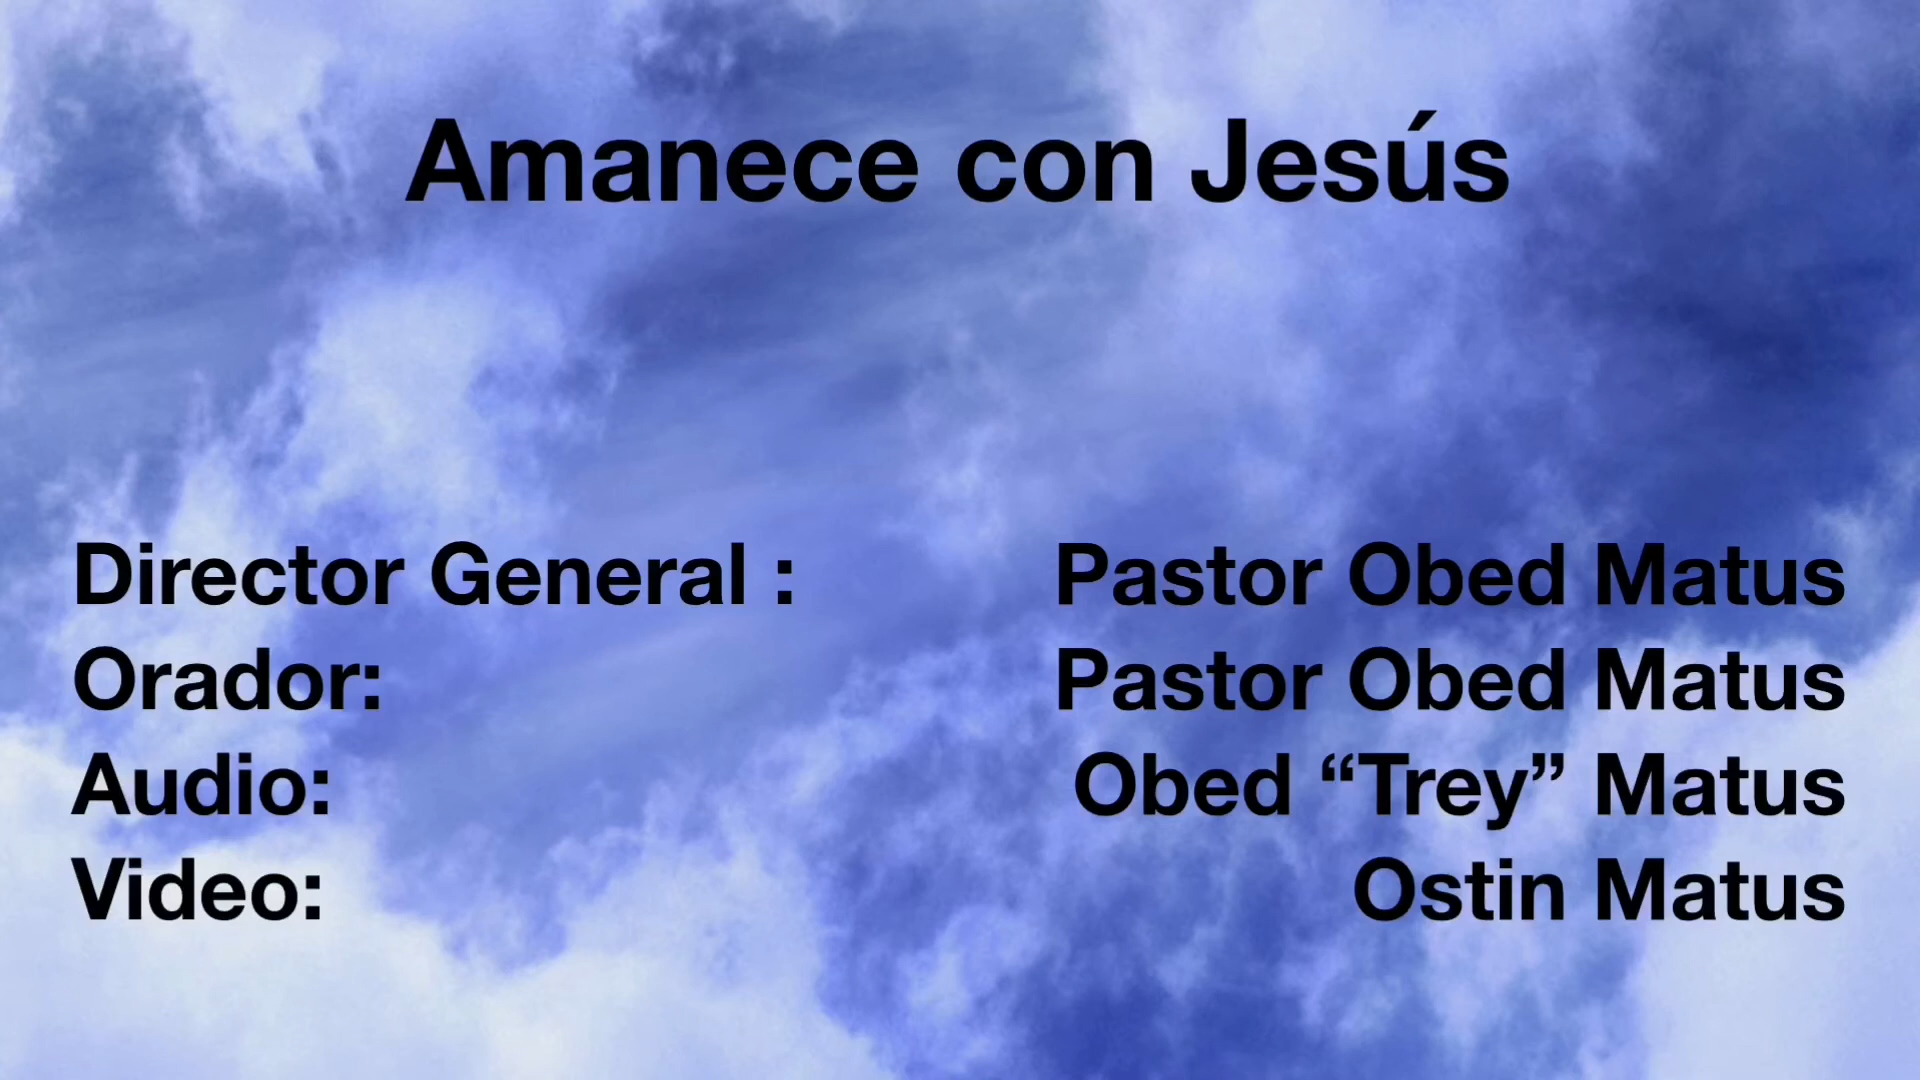 Amanece con Jesús
Director General : Pastor Obed Matus
Orador: Pastor Obed Matus
Audio: Obed “Trey” Matus
Video: Ostin Matus